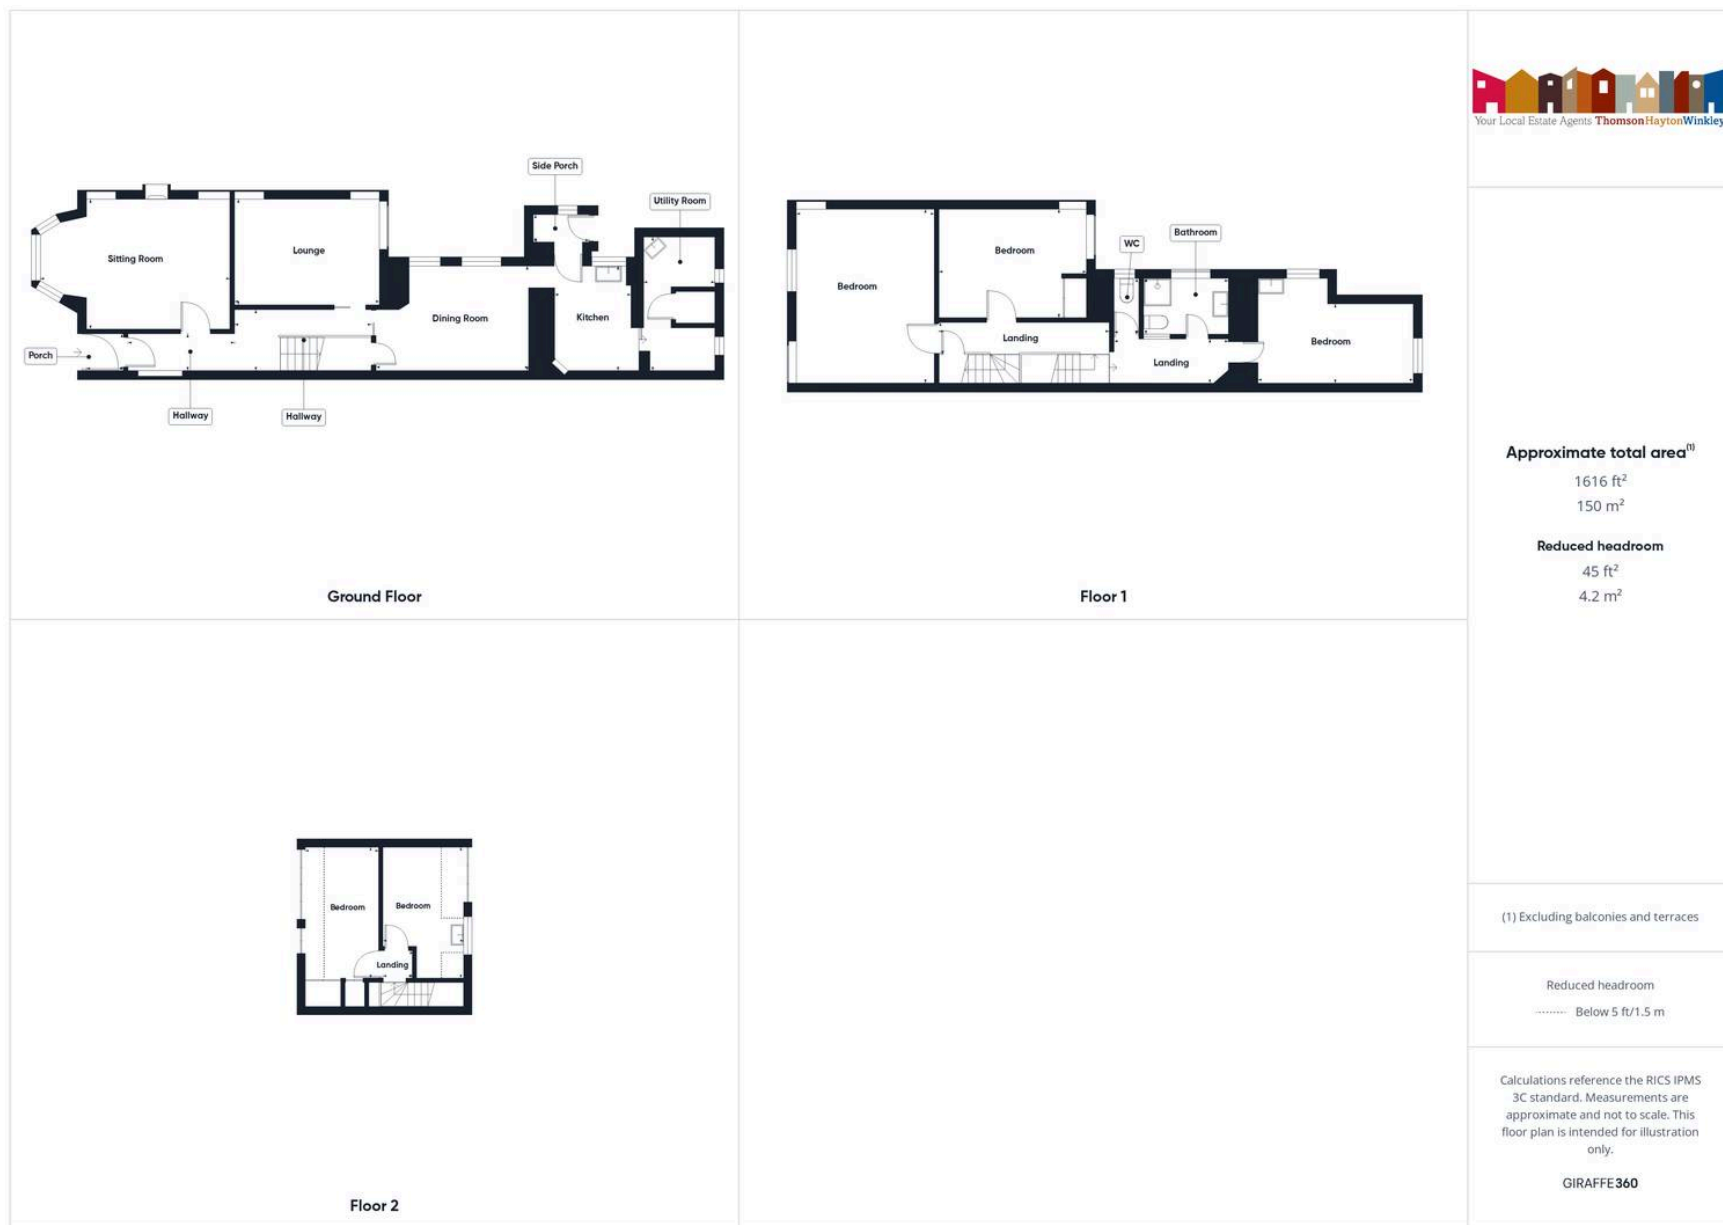 Side Porch
Utility Room
Sitting Room
Lounge
Dining Room
Kitchen
Porch
Hallway
Hallway
Ground Floor
WC
Bathroom
Bedroom
Bedroom
Landing
Landing
Bedroom
Floor 1
Bedroom
Bedroom
Landing
Floor 2
Your Local Estate Agents ThomsonHaytonWinkley
Approximate total area(1)
1616 ft²
150 m²
Reduced headroom
45 ft²
4.2 m²
(1) Excluding balconies and terraces
Reduced headroom
Below 5 ft/1.5 m
Calculations reference the RICS IPMS
3C standard. Measurements are
approximate and not to scale. This
floor plan is intended for illustration
only.
GIRAFFE360